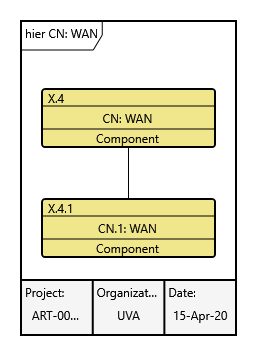 hier CN: WAN
X.4
CN: WAN
Component
X.4.1
CN.1: WAN
Component
Project: Organizat... Date:
ART-00... UVA 15-Apr-20